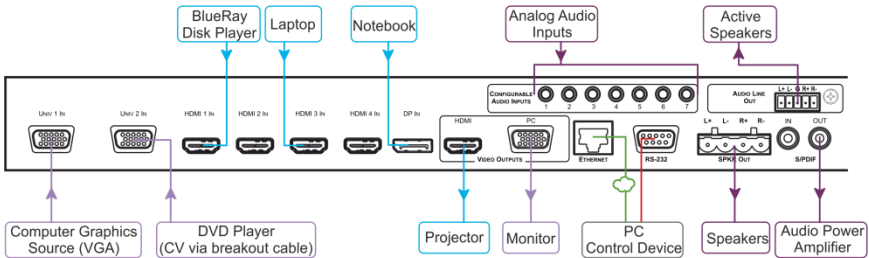 BlueRay
Disk Player
Laptop
Notebook
Analog Audio
Inputs
Active
Speakers
CONFIGURABLE
AUDIO INPUTS
1 2 3 4 5 6 7
AUDIO LINE
OUT
L+ L- G R+ R-
UNIV 1 IN
UNIV 2 IN
HDMI 1 IN
HDMI 2 IN
HDMI 3 IN
HDMI 4 IN
DP IN
HDMI
PC
VIDEO OUTPUTS
ETHERNET
RS-232
L+ L- R+ R-
SPKR OUT
IN
OUT
S/PDIF
Computer Graphics
Source (VGA)
DVD Player
(CV via breakout cable)
Projector
Monitor
PC
Control Device
Speakers
Audio Power
Amplifier